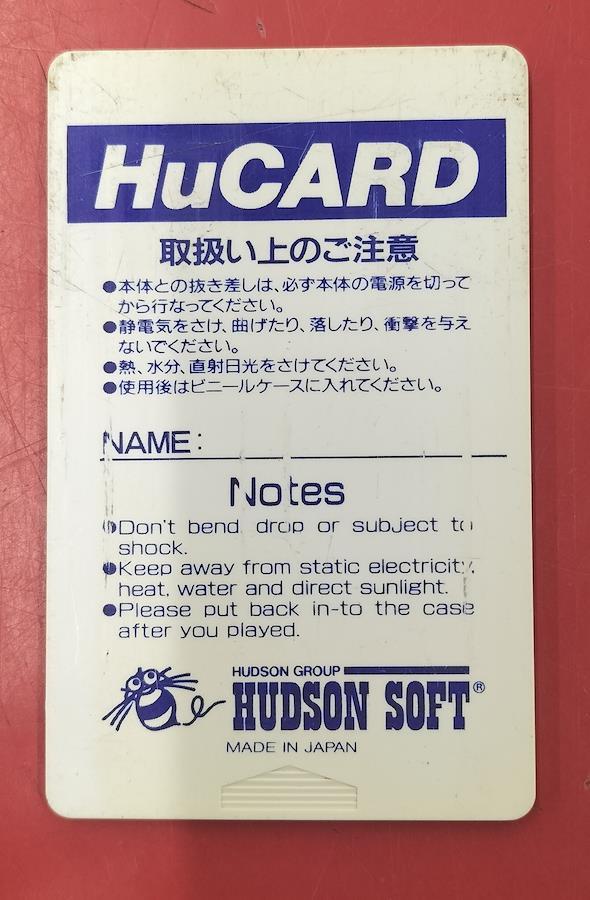 HuCARD
取扱い上のご注意
●本体との抜き差しは、必ず本体の電源を切って
から行なってください。
●静電気をさけ、曲げたり、落したり、衝撃を与え
ないでください。
●熱、水分、直射日光をさけてください。
●使用後はビニールケースに入れてください。
NAME:
Notes
●Don't bend, drop or subject to
shock.
●Keep away from static electricity,
heat, water and direct sunlight.
●Please put back in-to the case
after you played.
HUDSON GROUP
HUDSON SOFT®
MADE IN JAPAN